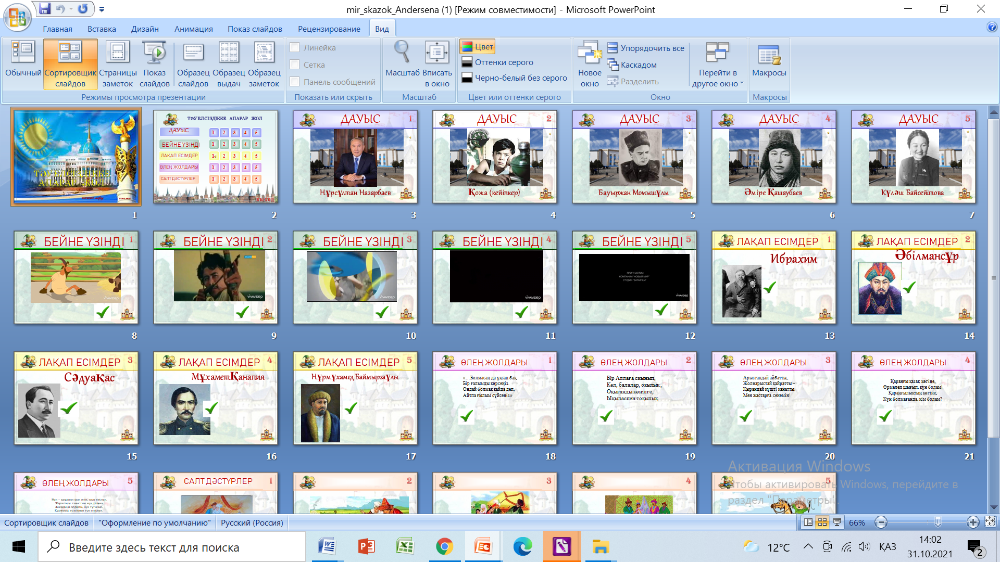 mir_skazok_Andersena (1) [Режим совместимости] - Microsoft PowerPoint
Главная Вставка Дизайн Анимация Показ слайдов Рецензирование Вид
Обычный Сортировщик слайдов Страницы заметок Показ слайдов Образец слайдов Образец выдач Образец заметок
Режимы просмотра презентации
Линейка
Сетка
Панель сообщений
Показать или скрыть
Масштаб Вписать в окно
Масштаб
Цвет
Оттенки серого
Черно-белый без серого
Цвет или оттенки серого
Новое окно
Упорядочить все
Каскадом
Разделить
Перейти в другое окно
Окно
Макросы
Макросы
ТӘУЕЛСІЗДІККЕ
АПАРАР ЖОЛ
1
ТӘУЕЛСІЗДІККЕ АПАРАР ЖОЛ
ДАУЫС 1 2 3 4 5
БЕЙНЕ ҮЗІНДІ 1 2 3 4 5
ЛАҚАП ЕСІМДЕР 1 2 3 4 5
ӨЛЕҢ ЖОЛДАРЫ 1 2 3 4 5
САЛТ ДӘСТҮРЛЕР 1 2 3 4 5
ВЫХОД
2
ДАУЫС 1
Нұрсұлтан Назарбаев
3
ДАУЫС 2
Қожа (кейіпкер)
4
ДАУЫС 3
Бауыржан Момышұлы
5
ДАУЫС 4
Әміре Қашаубаев
6
ДАУЫС 5
Күләш Байсейітова
7
БЕЙНЕ ҮЗІНДІ 1
VIVAVIDEO
8
БЕЙНЕ ҮЗІНДІ 2
VIVAVIDEO
9
БЕЙНЕ ҮЗІНДІ 3
VIVAVIDEO
10
БЕЙНЕ ҮЗІНДІ 4
VIVAVIDEO
11
БЕЙНЕ ҮЗІНДІ 5
ПРИ УЧАСТИИ
КОМПАНИИ "НОВЫЙ МИР"
VIVAVIDEO
12
ЛАҚАП ЕСІМДЕР 1
Ибрахим
13
ЛАҚАП ЕСІМДЕР 2
Әбілмансұр
14
ЛАҚАП ЕСІМДЕР 3
Сәдуақас
15
ЛАҚАП ЕСІМДЕР 4
МұхаметҚанапия
16
ЛАҚАП ЕСІМДЕР 5
Нұрмұхамед Баймырзаұлы
17
ӨЛЕҢ ЖОЛДАРЫ 1
«…Болмасаң да ұқсап бақ,
Бір ғалымды көрсеңіз.
Ондай болмақ қайда деп,
Айтпа ғылым сүйсеңіз»
18
ӨЛЕҢ ЖОЛДАРЫ 2
Бір Аллаға сиынып,
Кел, балалар, оқылық,
Оқығанды көңілге,
Ықыласпен тоқылық
19
ӨЛЕҢ ЖОЛДАРЫ 3
Арыстандай айбатты,
Жолбарыстай қайратты –
Қырандай күшті қанатты.
Мен жастарға сенемін!
20
ӨЛЕҢ ЖОЛДАРЫ 4
Қараңғы қазақ көгіне,
Өрмелеп шығып, күн болам!
Қараңғылықтың көгіне,
Күн болмағанда, кім болам?
21
ӨЛЕҢ ЖОЛДАРЫ 5
САЛТ ДӘСТҮРЛЕР 1
2
3
4
5
Активация Windows
Чтобы активировать Windows, перейдите в
раздел "Параметры".
Сортировщик слайдов "Оформление по умолчанию" Русский (Россия) 66%
Введите здесь текст для поиска
12°C ҚАЗ 14:02
31.10.2021
2